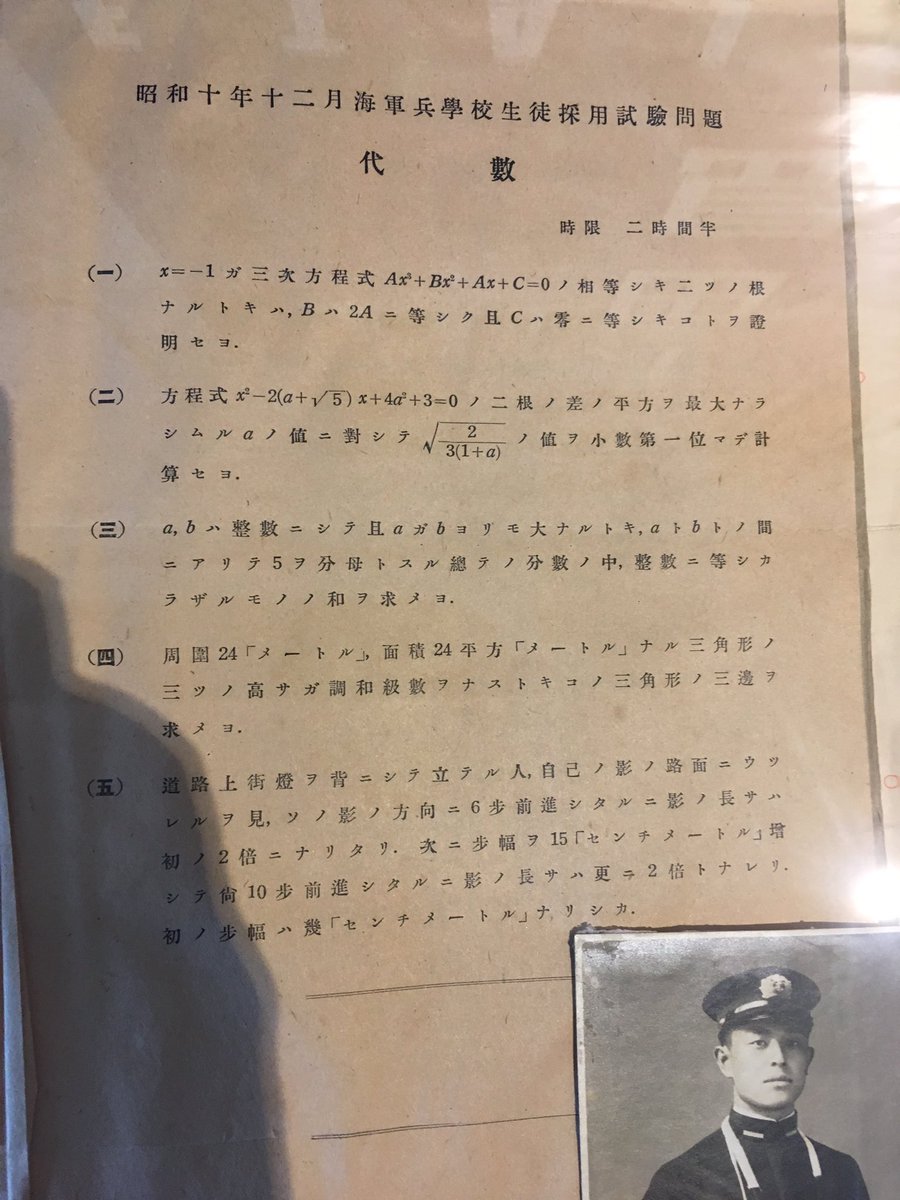 昭和十年十二月海軍兵學校生徒採用試驗問題
代數
時限 二時間半
(一) x=−1ガ三次方程式Ax³+Bx²+Ax+C=0ノ相等シキ二ツノ根
ナルトキハ, Bハ2Aニ等シク且Cハ零ニ等シキコトヲ證
明セヨ.
(二) 方程式x²−2(a+√5)x+4a²+3=0ノ二根ノ差ノ平方ヲ最大ナラ
シムルaノ値ニ對シテ√(2/3(1+a))ノ値ヲ小數第一位マデ計
算セヨ.
(三) a, bハ整數ニシテ且aガbヨリモ大ナルトキ, aトbトノ間
ニアリテ5ヲ分母トスル總テノ分數ノ中, 整數ニ等シカ
ラザルモノノ和ヲ求メヨ.
(四) 周圍24「メートル」, 面積24平方「メートル」ナル三角形ノ
三ツノ高サガ調和級數ヲナストキコノ三角形ノ三邊ヲ
求メヨ.
(五) 道路上街燈ヲ背ニシテ立テル人, 自己ノ影ノ路面ニウツ
レルヲ見, ソノ影ノ方向ニ6步前進シタルニ影ノ長サハ
初ノ2倍ニナリタリ. 次ニ步幅ヲ15「センチメートル」增
シテ尙10步前進シタルニ影ノ長サハ更ニ2倍トナレリ.
初ノ步幅ハ幾「センチメートル」ナリシカ.